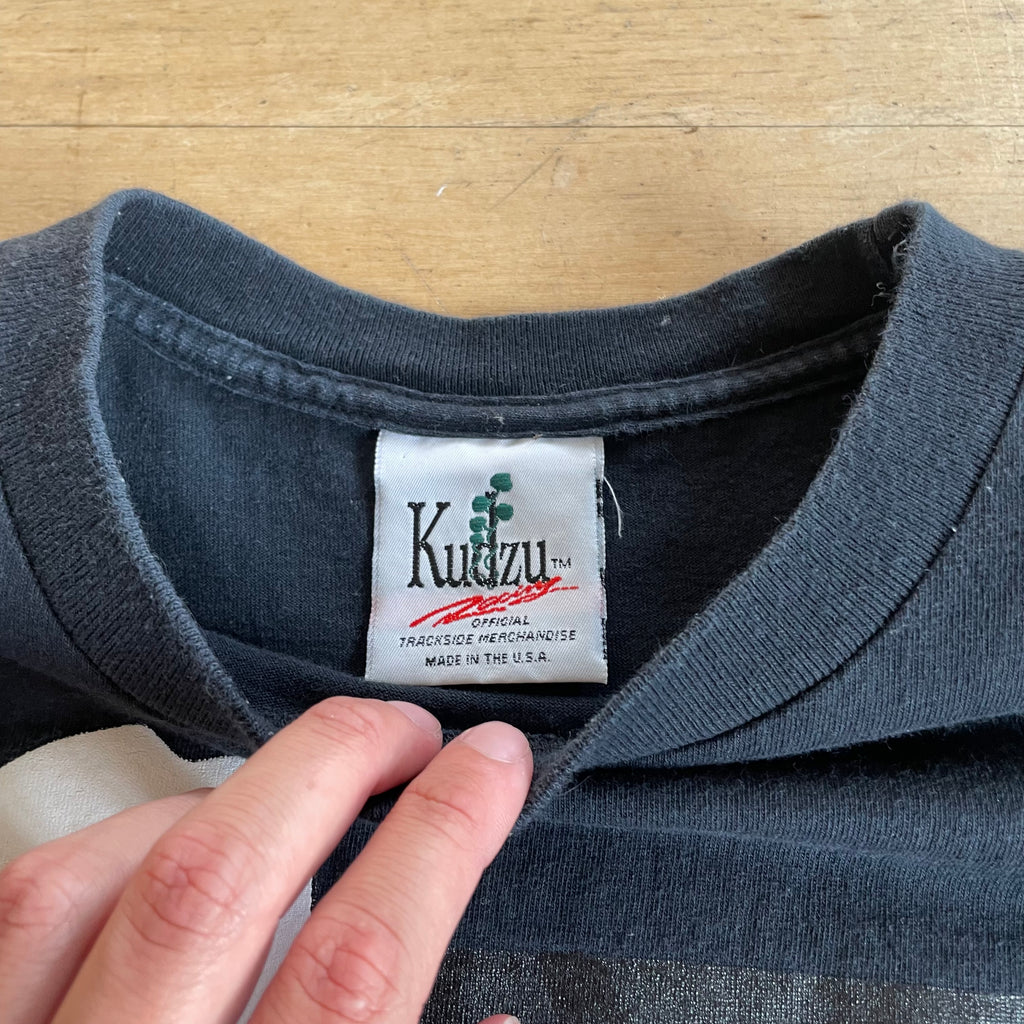 Kudzu™
Racing
OFFICIAL
TRACKSIDE MERCHANDISE
MADE IN THE U.S.A.